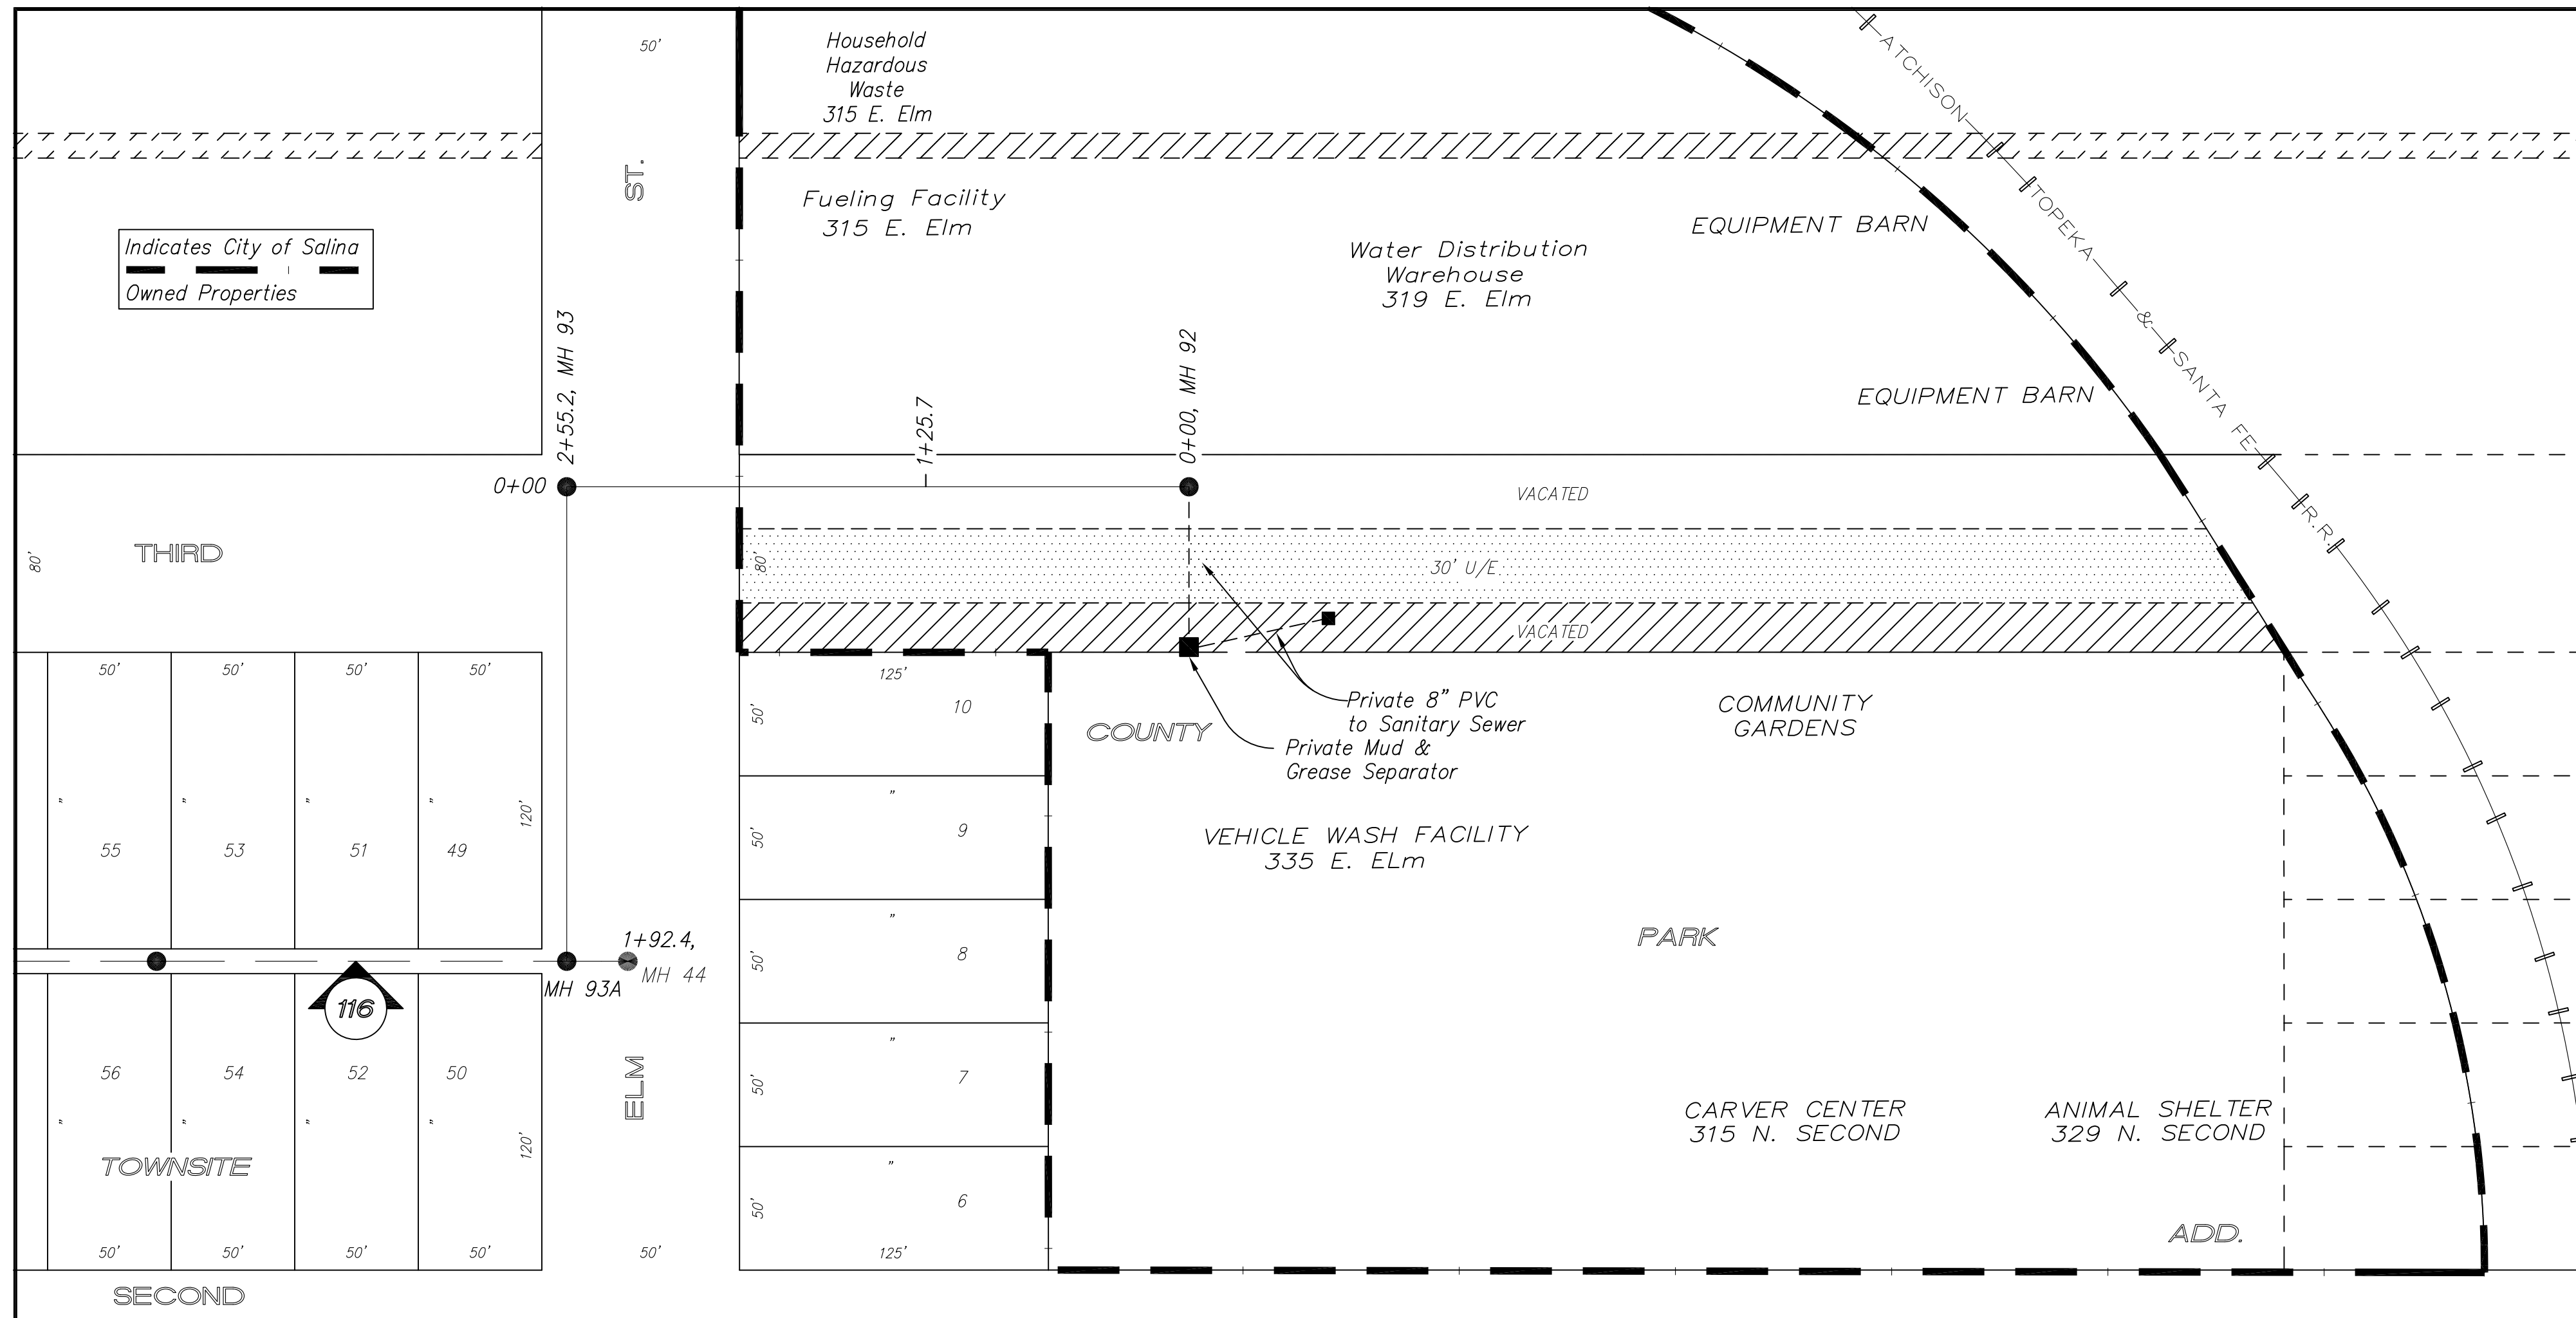 50'
Household
Hazardous
Waste
315 E. Elm
ATCHISON
TOPEKA
&
SANTA FE
R.R.
ST.
Fueling Facility
315 E. Elm
EQUIPMENT BARN
Indicates City of Salina
Owned Properties
Water Distribution
Warehouse
319 E. Elm
2+55.2, MH 93
1+25.7
0+00, MH 92
EQUIPMENT BARN
0+00
VACATED
80'
THIRD
80'
30' U/E
VACATED
50'
50'
50'
50'
125'
50'
10
COUNTY
Private 8" PVC
to Sanitary Sewer
Private Mud &
Grease Separator
COMMUNITY
GARDENS
"
"
"
"
120'
"
55
53
51
49
50'
9
VEHICLE WASH FACILITY
335 E. ELm
"
50'
8
PARK
1+92.4,
MH 44
MH 93A
116
"
56
54
52
50
ELM
50'
7
CARVER CENTER
315 N. SECOND
ANIMAL SHELTER
329 N. SECOND
"
"
"
"
120'
"
TOWNSITE
50'
6
ADD.
50'
50'
50'
50'
50'
125'
SECOND